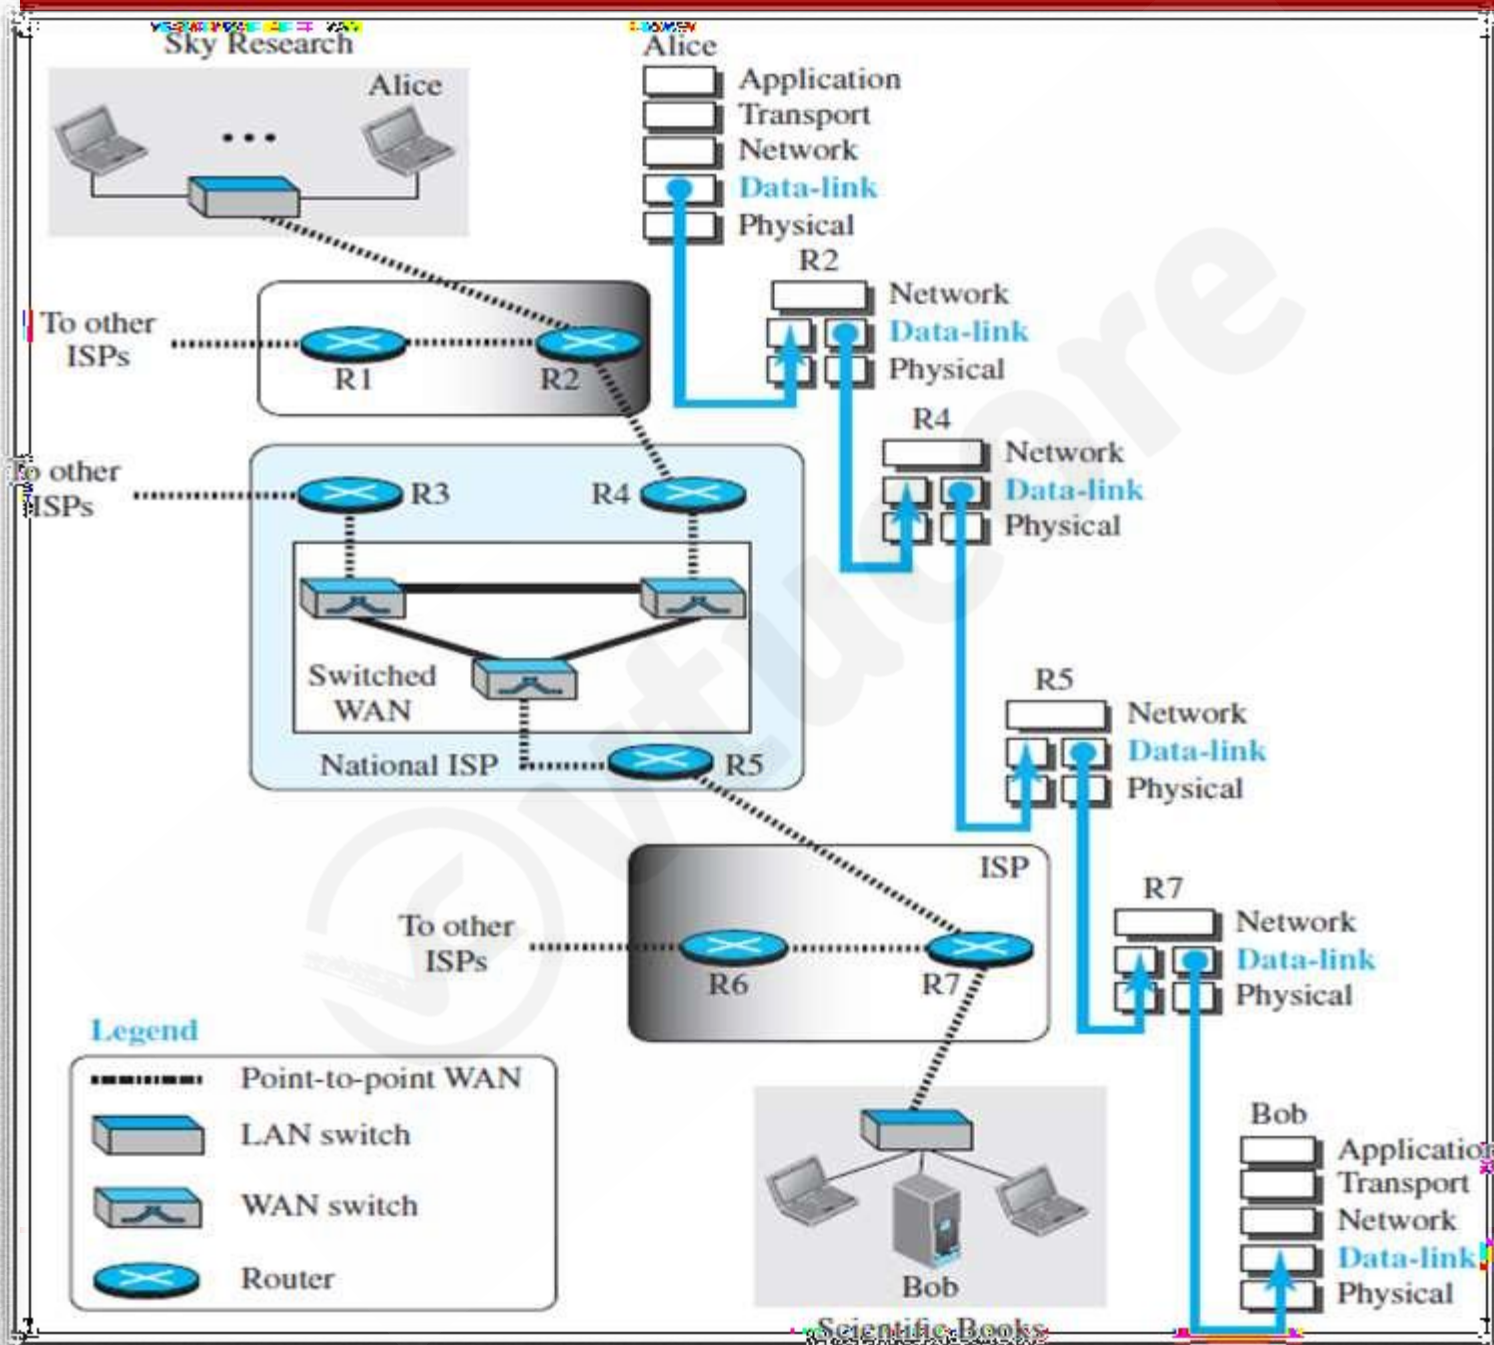 Sky Research
Alice
Alice
Application
Transport
Network
Data-link
Physical
R2
Network
Data-link
Physical
To other
ISPs
R1
R2
R4
Network
Data-link
Physical
To other
ISPs
R3
R4
Switched
WAN
National ISP
R5
R5
Network
Data-link
Physical
ISP
To other
ISPs
R6
R7
R7
Network
Data-link
Physical
Legend
Point-to-point WAN
LAN switch
WAN switch
Router
Bob
Scientific Books
Bob
Application
Transport
Network
Data-link
Physical
vtucore